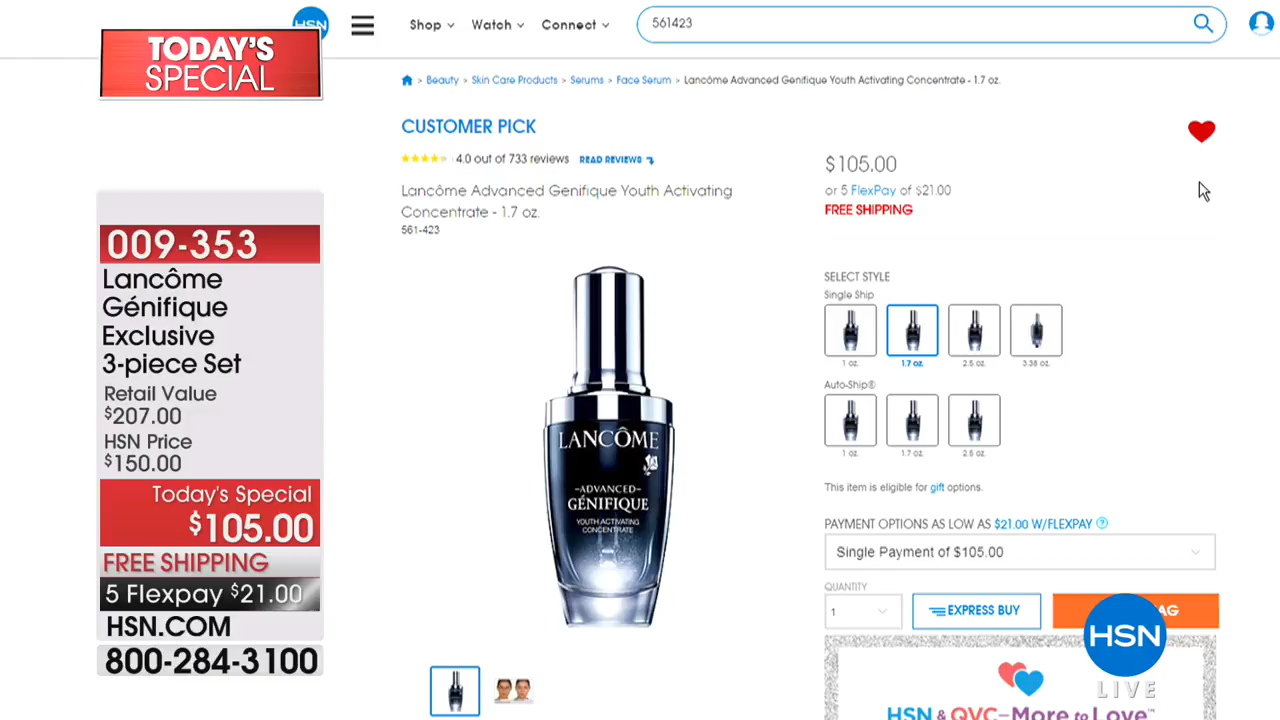 HSN
Shop
Watch
Connect
561423
TODAY'S
SPECIAL
> Beauty > Skin Care Products > Serums > Face Serum > Lancôme Advanced Genifique Youth Activating Concentrate - 1.7 oz.
CUSTOMER PICK
4.0 out of 733 reviews READ REVIEWS
Lancôme Advanced Genifique Youth Activating
Concentrate - 1.7 oz.
561-423
$105.00
or 5 FlexPay of $21.00
FREE SHIPPING
009-353
Lancôme
Génifique
Exclusive
3-piece Set
Retail Value
$207.00
HSN Price
$150.00
Today's Special
$105.00
FREE SHIPPING
5 Flexpay $21.00
HSN.COM
800-284-3100
LANCÔME
-ADVANCED-
GÉNIFIQUE
YOUTH ACTIVATING
CONCENTRATE
SELECT STYLE
Single Ship
1 oz. 1.7 oz. 2.5 oz. 3.38 oz.
Auto-Ship®
1 oz. 1.7 oz. 2.5 oz.
This item is eligible for gift options.
PAYMENT OPTIONS AS LOW AS $21.00 W/FLEXPAY ?
Single Payment of $105.00
QUANTITY
1
EXPRESS BUY
AG
HSN
LIVE
HSN & QVC–More to Love™